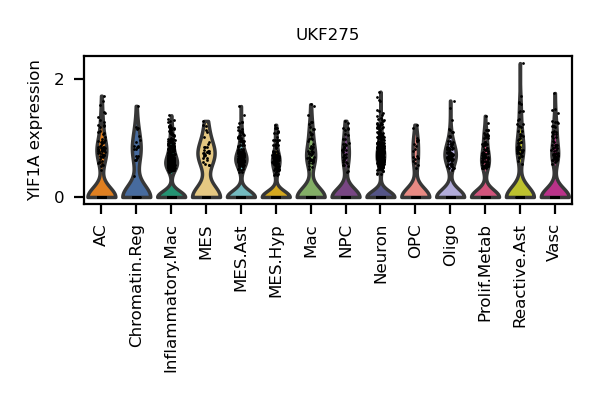 UKF275
YIF1A expression
2
0
AC
Chromatin.Reg
Inflammatory.Mac
MES
MES.Ast
MES.Hyp
Mac
NPC
Neuron
OPC
Oligo
Prolif.Metab
Reactive.Ast
Vasc